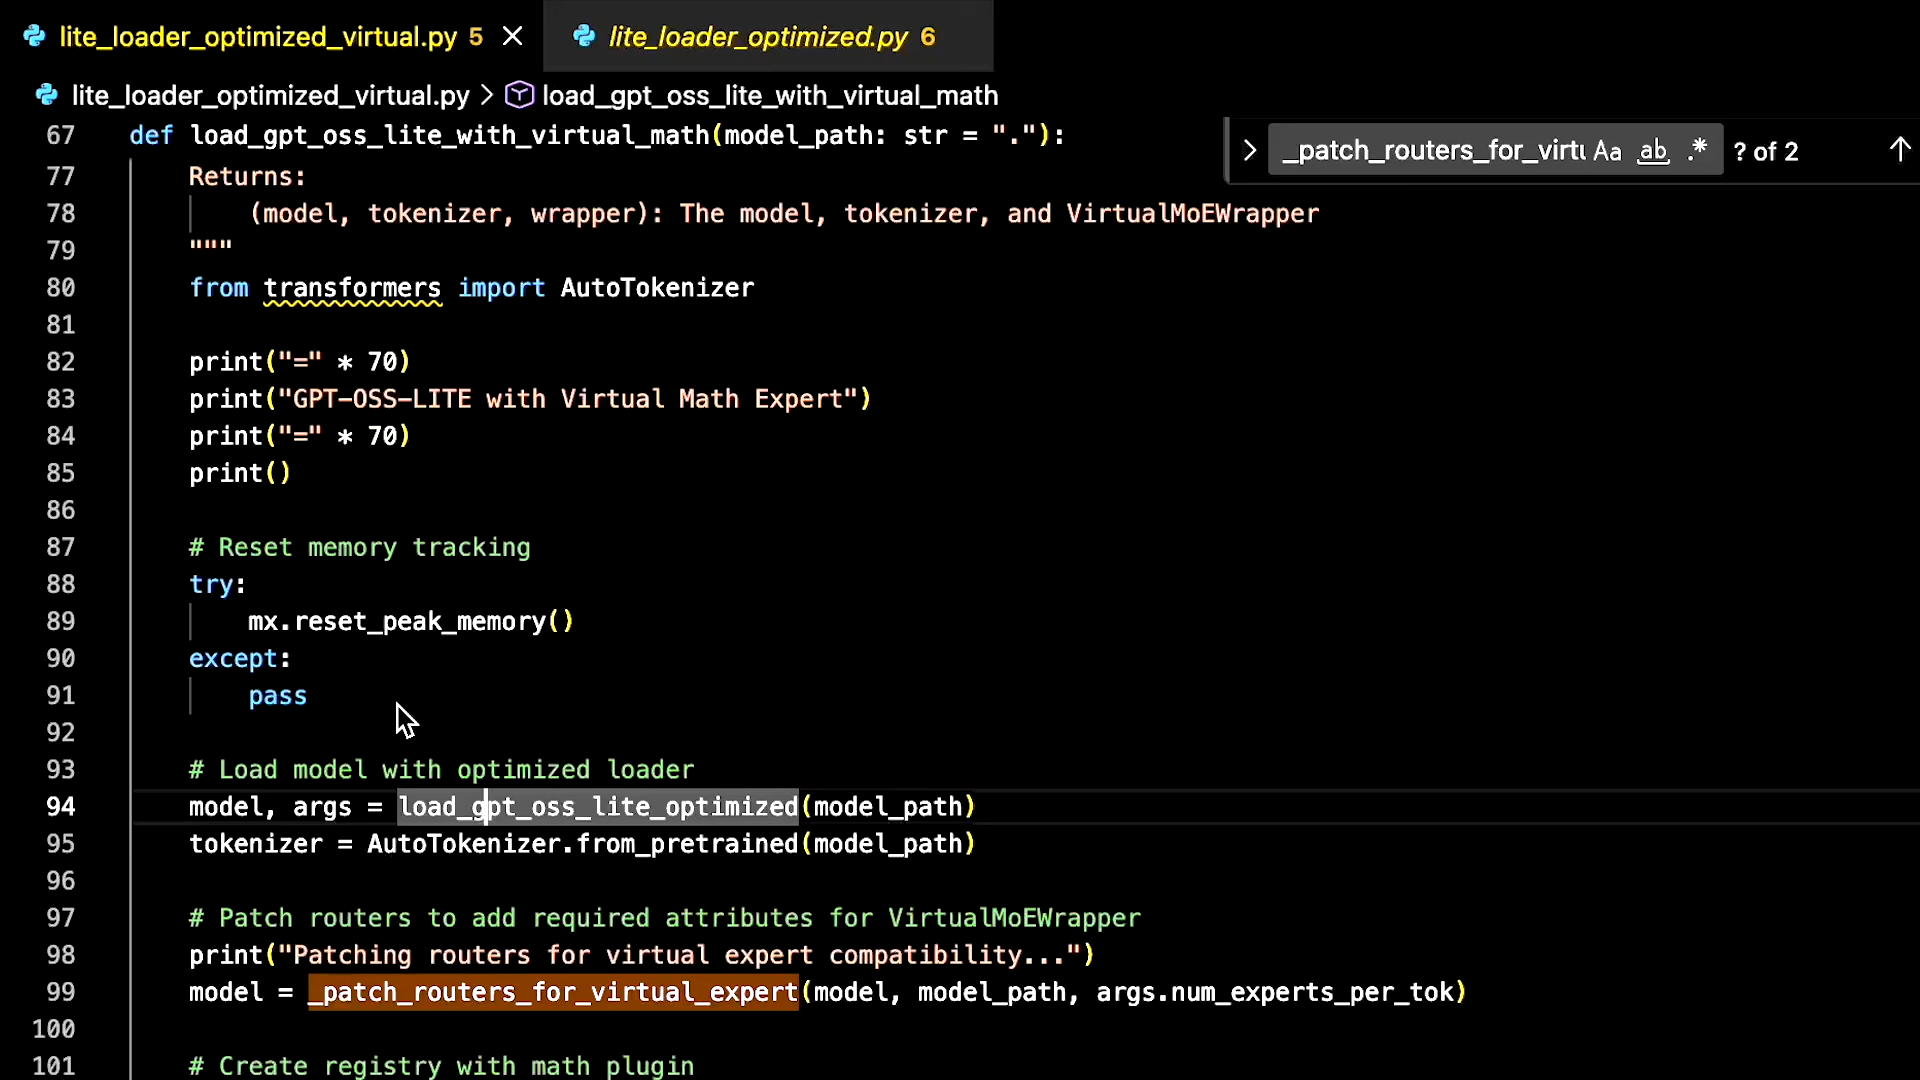 lite_loader_optimized_virtual.py 5
lite_loader_optimized.py 6
lite_loader_optimized_virtual.py > load_gpt_oss_lite_with_virtual_math
_patch_routers_for_virtu Aa ab .* ? of 2
67 def load_gpt_oss_lite_with_virtual_math(model_path: str = "."):
77 Returns:
78 (model, tokenizer, wrapper): The model, tokenizer, and VirtualMoEWrapper
79 """
80 from transformers import AutoTokenizer
81
82 print("=" * 70)
83 print("GPT-OSS-LITE with Virtual Math Expert")
84 print("=" * 70)
85 print()
86
87 # Reset memory tracking
88 try:
89 mx.reset_peak_memory()
90 except:
91 pass
92
93 # Load model with optimized loader
94 model, args = load_gpt_oss_lite_optimized(model_path)
95 tokenizer = AutoTokenizer.from_pretrained(model_path)
96
97 # Patch routers to add required attributes for VirtualMoEWrapper
98 print("Patching routers for virtual expert compatibility...")
99 model = _patch_routers_for_virtual_expert(model, model_path, args.num_experts_per_tok)
100
101 # Create registry with math plugin